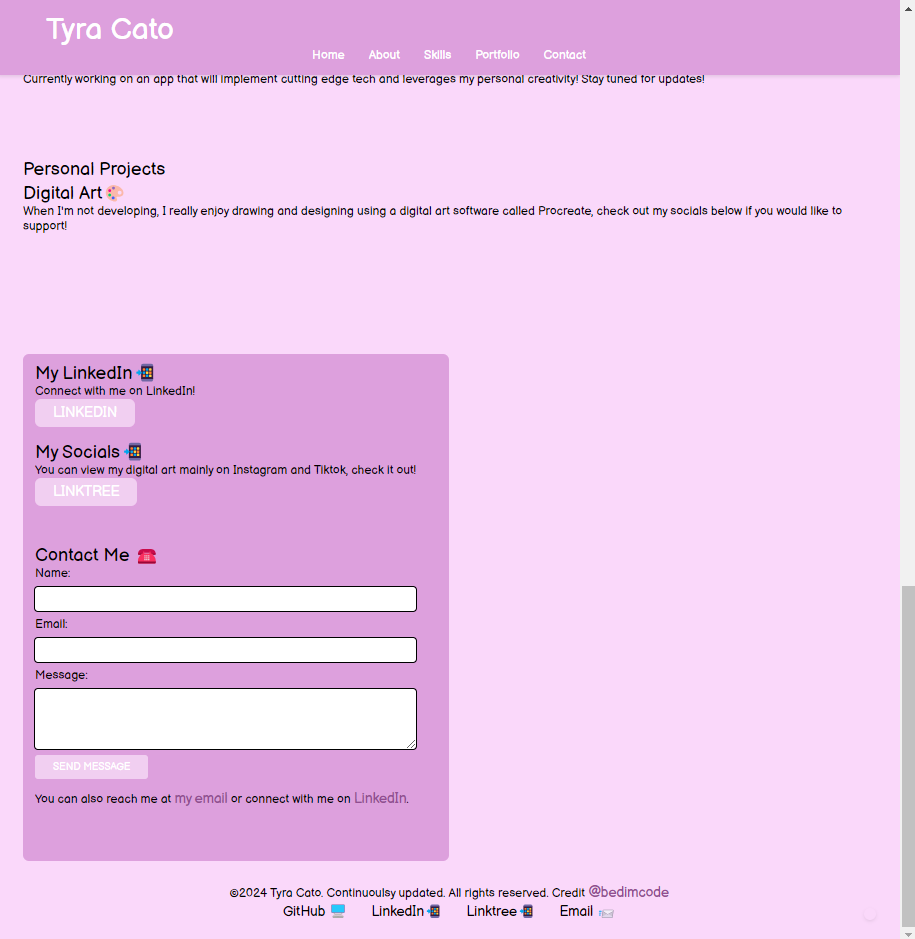 Tyra Cato
Home About Skills Portfolio Contact
Currently working on an app that will implement cutting edge tech and leverages my personal creativity! Stay tuned for updates!
Personal Projects
Digital Art
When I'm not developing, I really enjoy drawing and designing using a digital art software called Procreate, check out my socials below if you would like to
support!
My LinkedIn
Connect with me on LinkedIn!
LINKEDIN
My Socials
You can view my digital art mainly on Instagram and Tiktok, check it out!
LINKTREE
Contact Me
Name:
Email:
Message:
SEND MESSAGE
You can also reach me at my email or connect with me on LinkedIn.
©2024 Tyra Cato. Continuoulsy updated. All rights reserved. Credit @bedimcode
GitHub LinkedIn Linktree Email